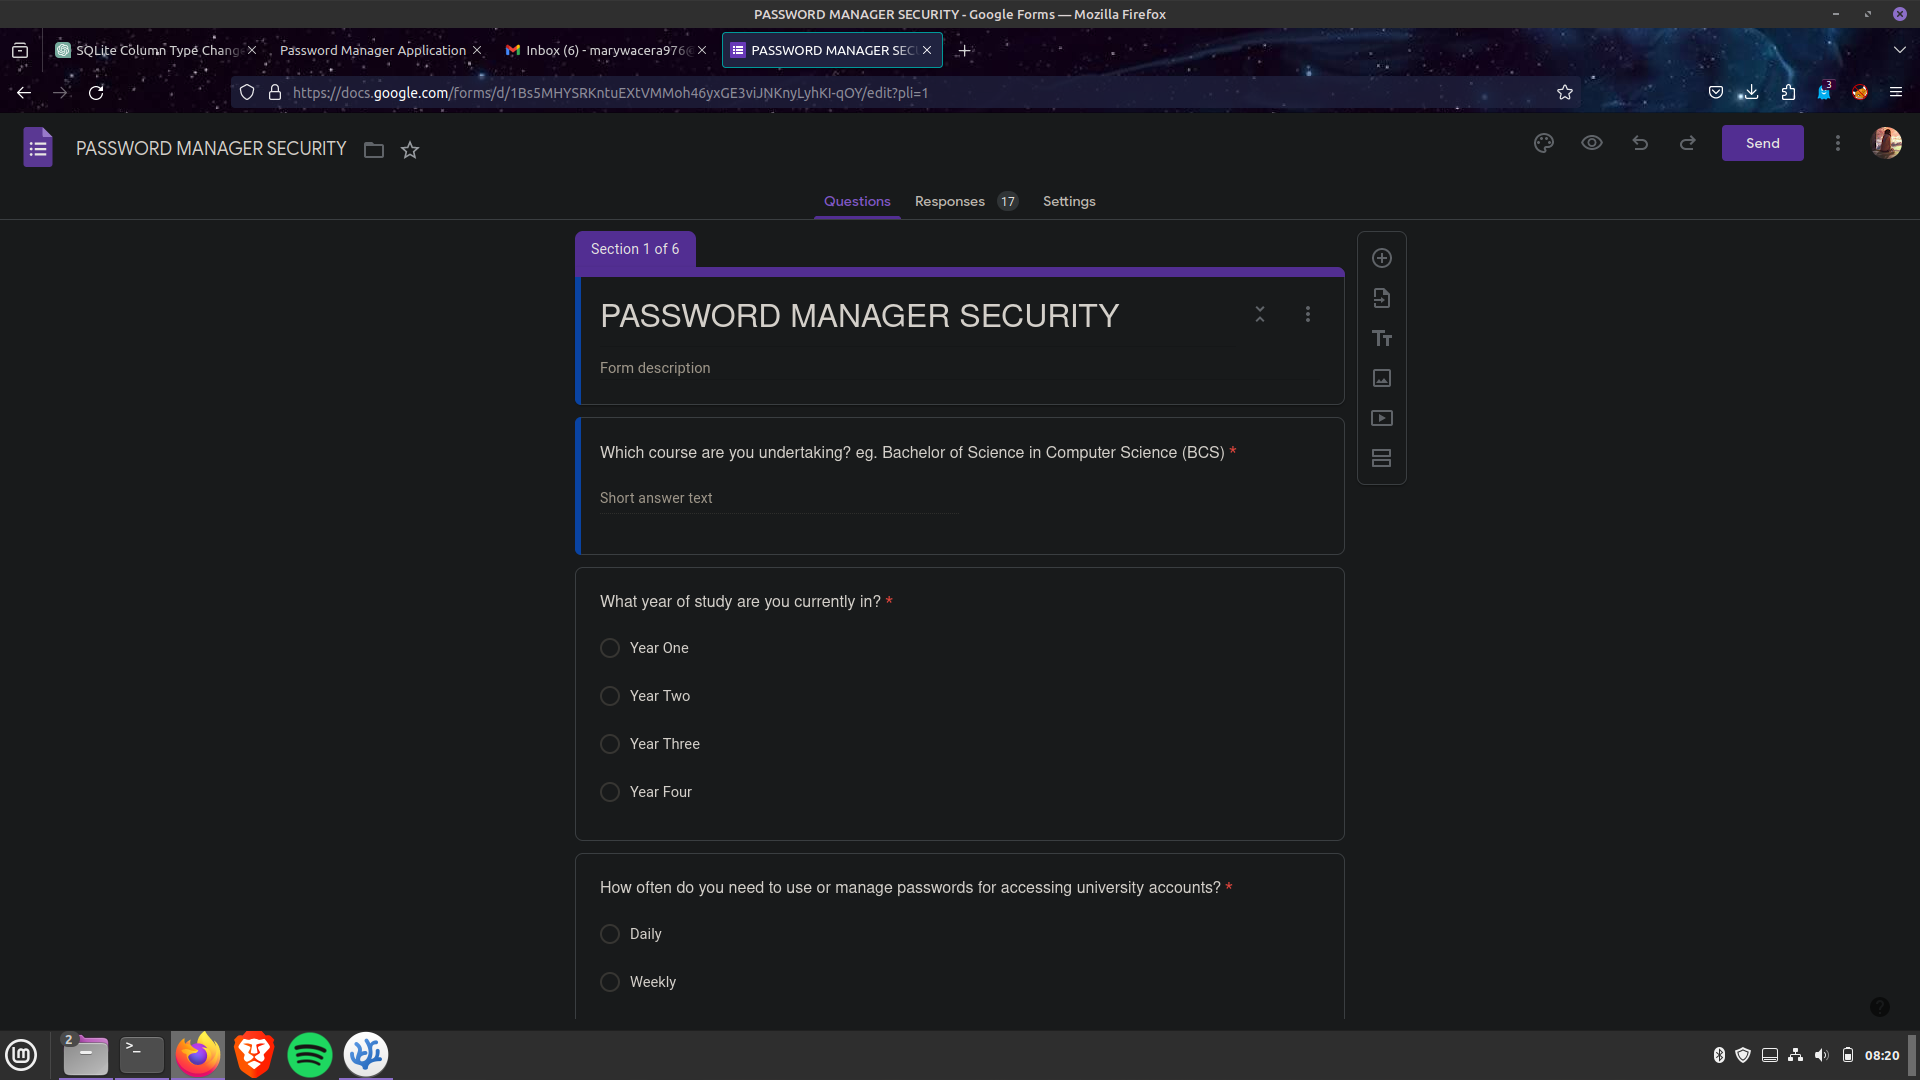 PASSWORD MANAGER SECURITY - Google Forms — Mozilla Firefox
SQLite Column Type Chang
Password Manager Application
Inbox (6) - marywacera976@
PASSWORD MANAGER SEC
https://docs.google.com/forms/d/1Bs5MHYSRKntuEXtVMMoh46yxGE3viJNKnyLyhKI-qOY/edit?pli=1
3
PASSWORD MANAGER SECURITY
Send
Questions
Responses 17
Settings
Section 1 of 6
PASSWORD MANAGER SECURITY
Form description
Which course are you undertaking? eg. Bachelor of Science in Computer Science (BCS) *
Short answer text
What year of study are you currently in? *
Year One
Year Two
Year Three
Year Four
How often do you need to use or manage passwords for accessing university accounts? *
Daily
Weekly
2
08:20